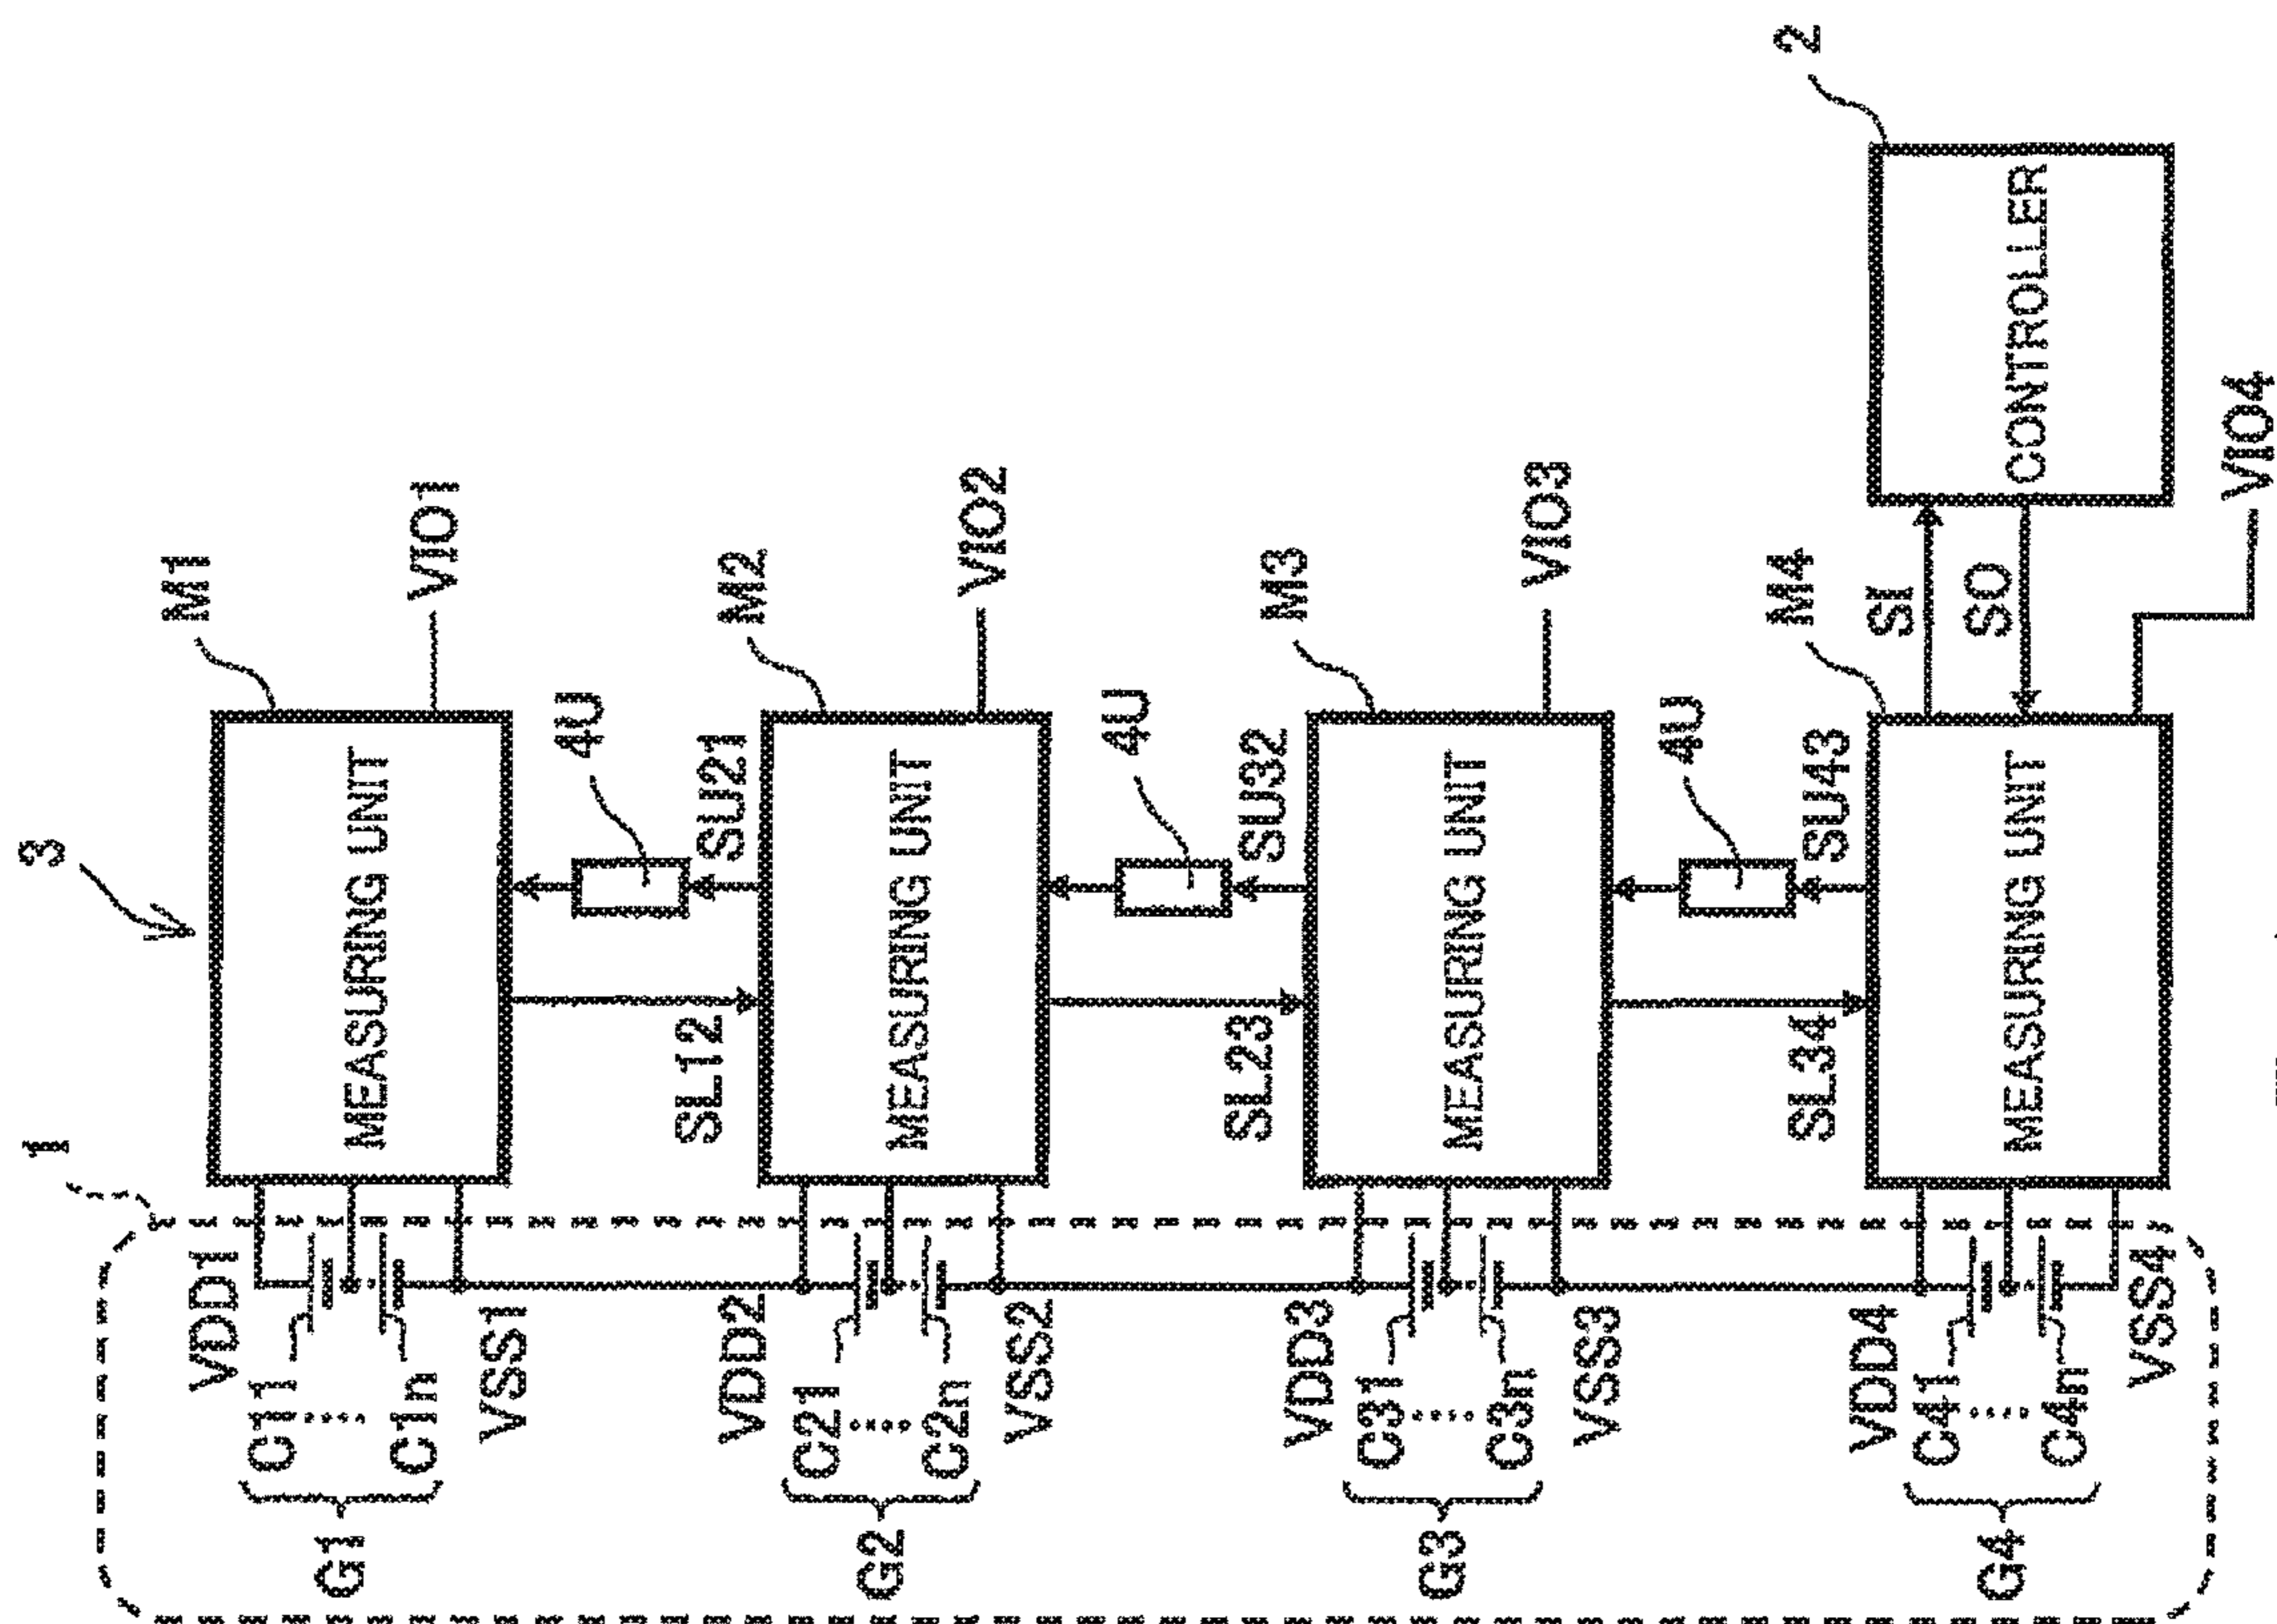 3
1
2
M1
VIO1
MEASURING UNIT
4U
SU21
SL12
VDD1
C11
C1n
VSS1
G1
M2
VIO2
MEASURING UNIT
4U
SU32
SL23
VDD2
C21
C2n
VSS2
G2
M3
VIO3
MEASURING UNIT
4U
SU43
SL34
VDD3
C31
C3n
VSS3
G3
M4
SI
SO
VIO4
CONTROLLER
MEASURING UNIT
VDD4
C41
C4n
VSS4
G4